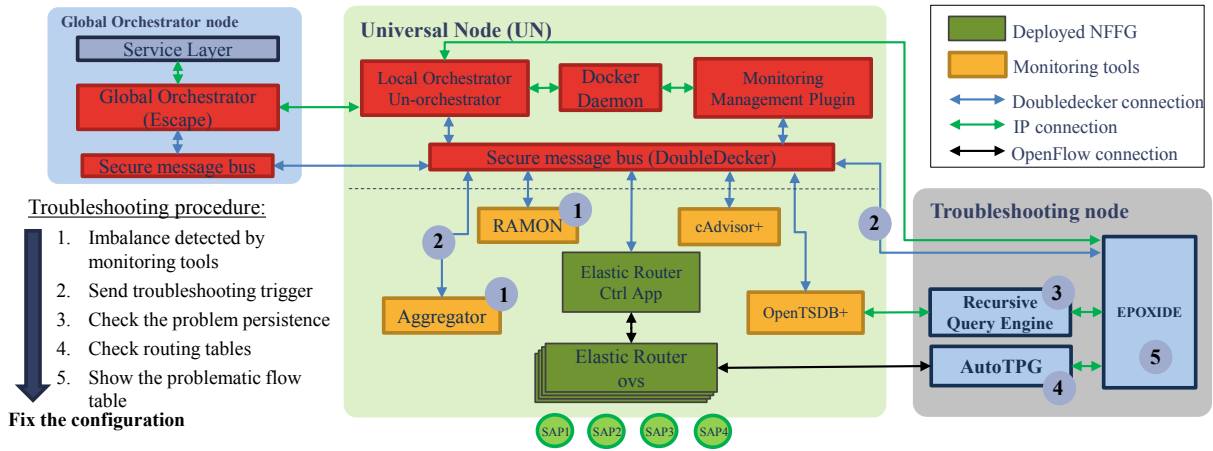 Global Orchestrator node
Service Layer
Global Orchestrator
(Escape)
Secure message bus
Universal Node (UN)
Local Orchestrator
Un-orchestrator
Docker
Daemon
Monitoring
Management Plugin
Secure message bus (DoubleDecker)
Deployed NFFG
Monitoring tools
Doubledecker connection
IP connection
OpenFlow connection
Troubleshooting procedure:
1. Imbalance detected by
monitoring tools
2. Send troubleshooting trigger
3. Check the problem persistence
4. Check routing tables
5. Show the problematic flow
table
Fix the configuration
RAMON
1
2
Aggregator
1
Elastic Router
Ctrl App
cAdvisor+
OpenTSDB+
Elastic Router
ovs
SAP1
SAP2
SAP3
SAP4
2
Troubleshooting node
Recursive
Query Engine
3
AutoTPG
4
EPOXIDE
5